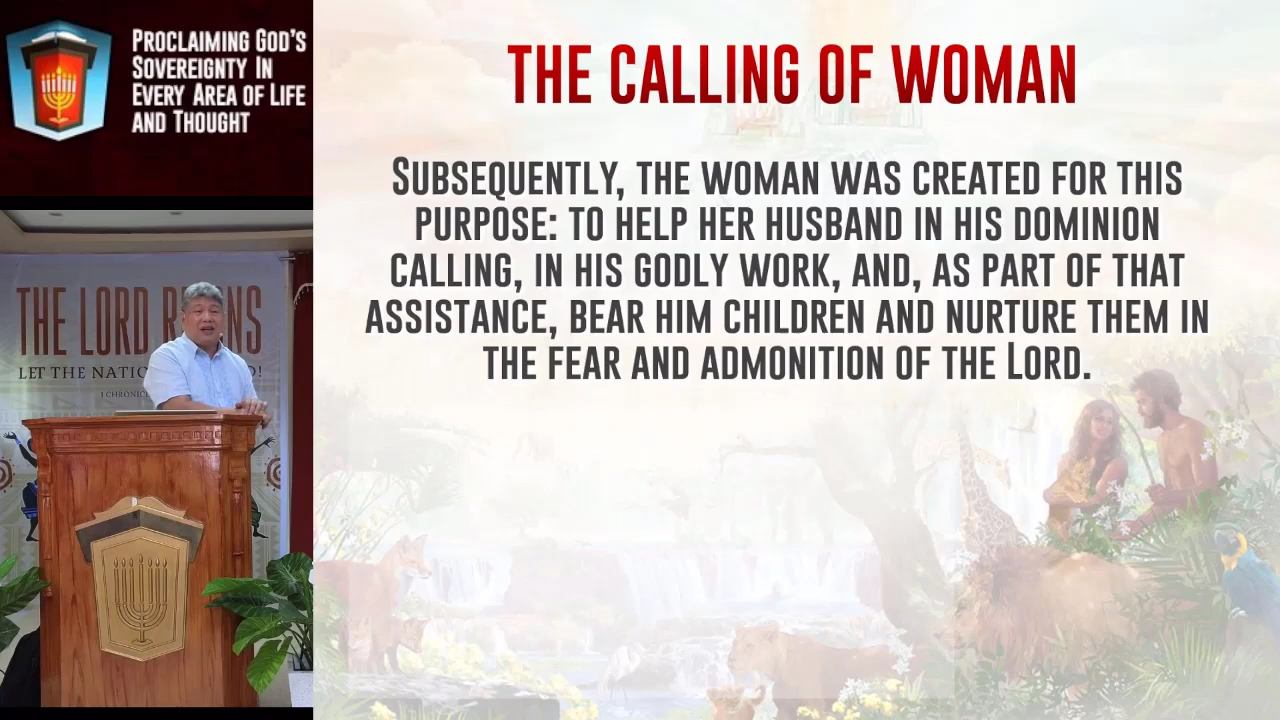 PROCLAIMING GOD'S
SOVEREIGNTY IN
EVERY AREA OF LIFE
AND THOUGHT
THE CALLING OF WOMAN
SUBSEQUENTLY, THE WOMAN WAS CREATED FOR THIS
PURPOSE: TO HELP HER HUSBAND IN HIS DOMINION
CALLING, IN HIS GODLY WORK, AND, AS PART OF THAT
ASSISTANCE, BEAR HIM CHILDREN AND NURTURE THEM IN
THE FEAR AND ADMONITION OF THE LORD.
THE LORD
LET THE